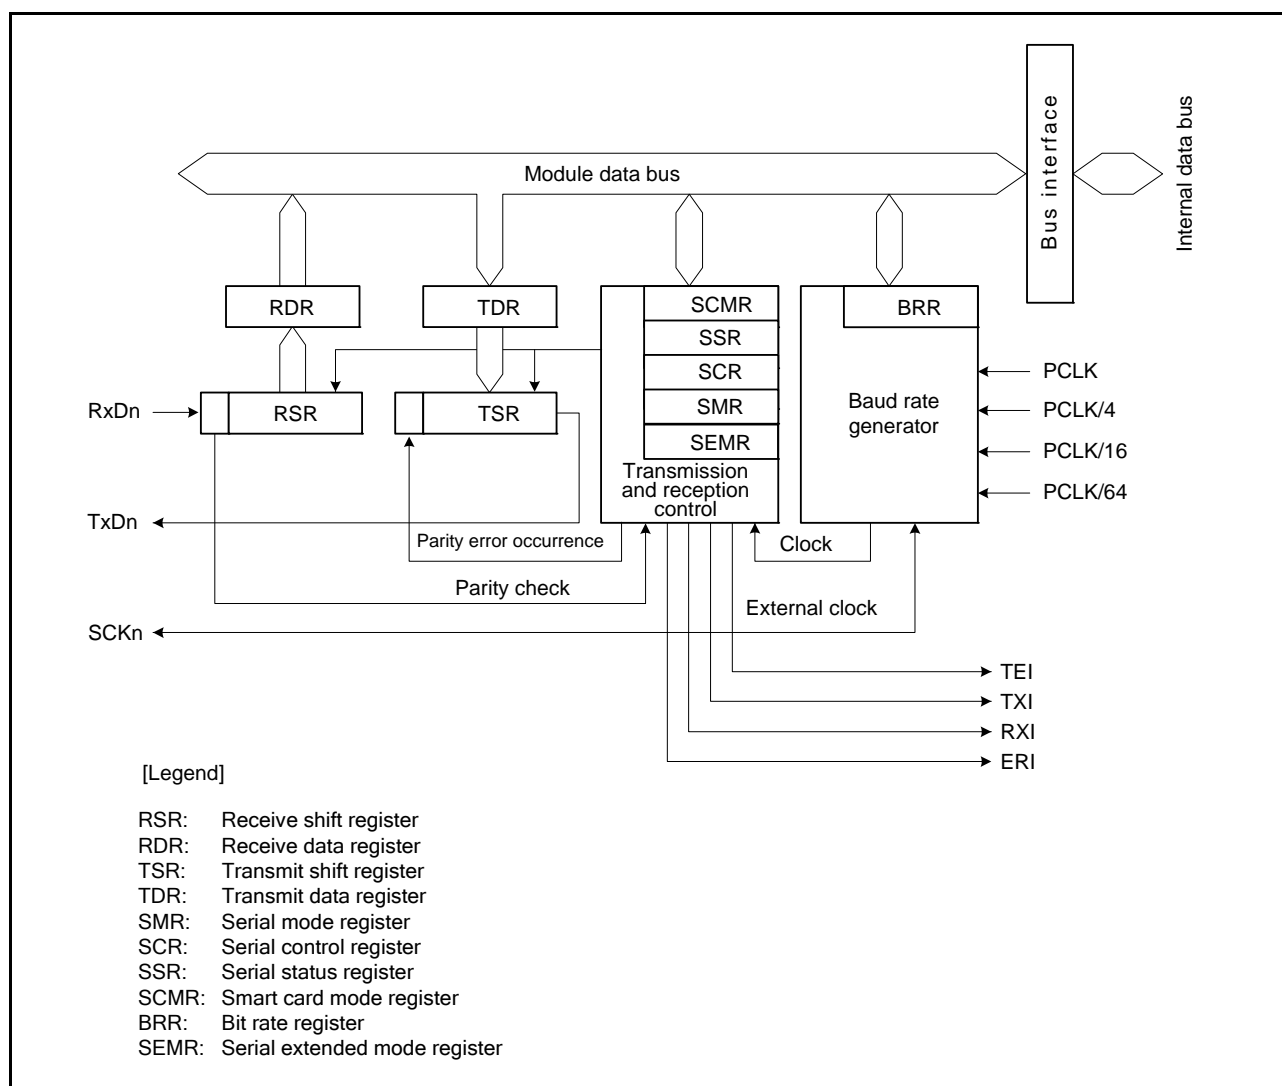 Module data bus
Bus interface
Internal data bus
RDR
TDR
SCMR
BRR
SSR
SCR
SMR
SEMR
Transmission
and reception
control
Baud rate
generator
PCLK
PCLK/4
PCLK/16
PCLK/64
RxDn
RSR
TSR
TxDn
Parity error occurrence
Clock
Parity check
External clock
SCKn
TEI
TXI
RXI
ERI
[Legend]
RSR: Receive shift register
RDR: Receive data register
TSR: Transmit shift register
TDR: Transmit data register
SMR: Serial mode register
SCR: Serial control register
SSR: Serial status register
SCMR: Smart card mode register
BRR: Bit rate register
SEMR: Serial extended mode register